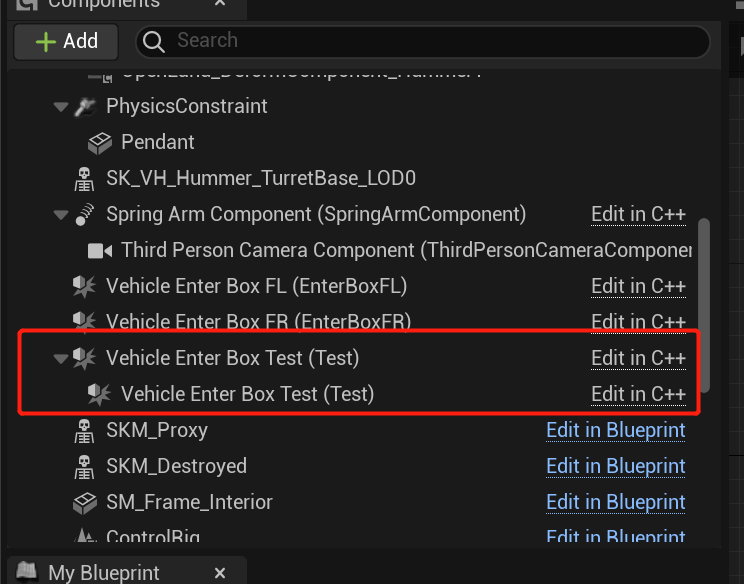 Components
Add
Search
PhysicsConstraint
Pendant
SK_VH_Hummer_TurretBase_LOD0
Spring Arm Component (SpringArmComponent) Edit in C++
Third Person Camera Component (ThirdPersonCameraComponen
Vehicle Enter Box FL (EnterBoxFL) Edit in C++
Vehicle Enter Box FR (EnterBoxFR) Edit in C++
Vehicle Enter Box Test (Test) Edit in C++
Vehicle Enter Box Test (Test) Edit in C++
SKM_Proxy Edit in Blueprint
SKM_Destroyed Edit in Blueprint
SM_Frame_Interior Edit in Blueprint
ControlRig Edit in Blueprint
My Blueprint